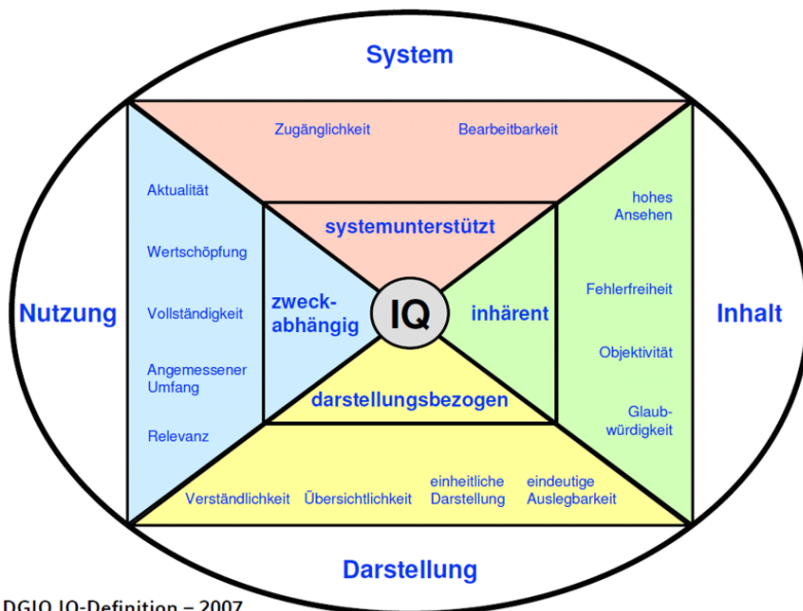 System
Zugänglichkeit
Bearbeitbarkeit
Aktualität
hohes
Ansehen
systemunterstützt
Wertschöpfung
Fehlerfreiheit
Nutzung
Vollständigkeit
zweck-
abhängig
IQ
inhärent
Inhalt
Objektivität
Angemessener
Umfang
darstellungsbezogen
Glaub-
würdigkeit
Relevanz
Verständlichkeit
Übersichtlichkeit
einheitliche
Darstellung
eindeutige
Auslegbarkeit
Darstellung
DGIQ IQ-Definition – 2007